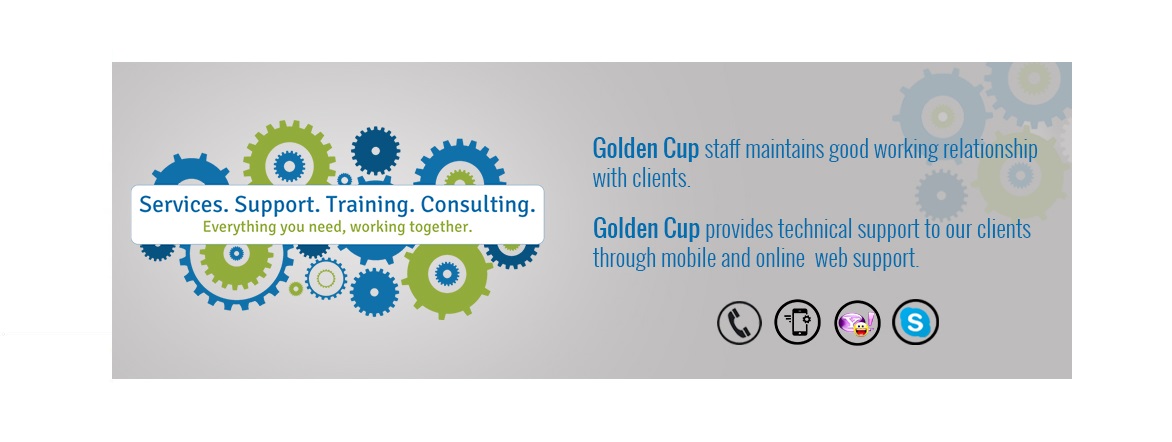 Services. Support. Training. Consulting.
Everything you need, working together.
Golden Cup staff maintains good working relationship
with clients.
Golden Cup provides technical support to our clients
through mobile and online web support.
S